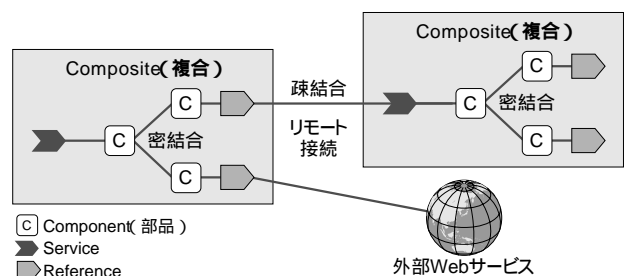 Composite(複合)
C
C
C
密結合
疎結合
リモート
接続
Composite(複合)
C
C
C
密結合
C Component(部品)
Service
Reference
外部Webサービス